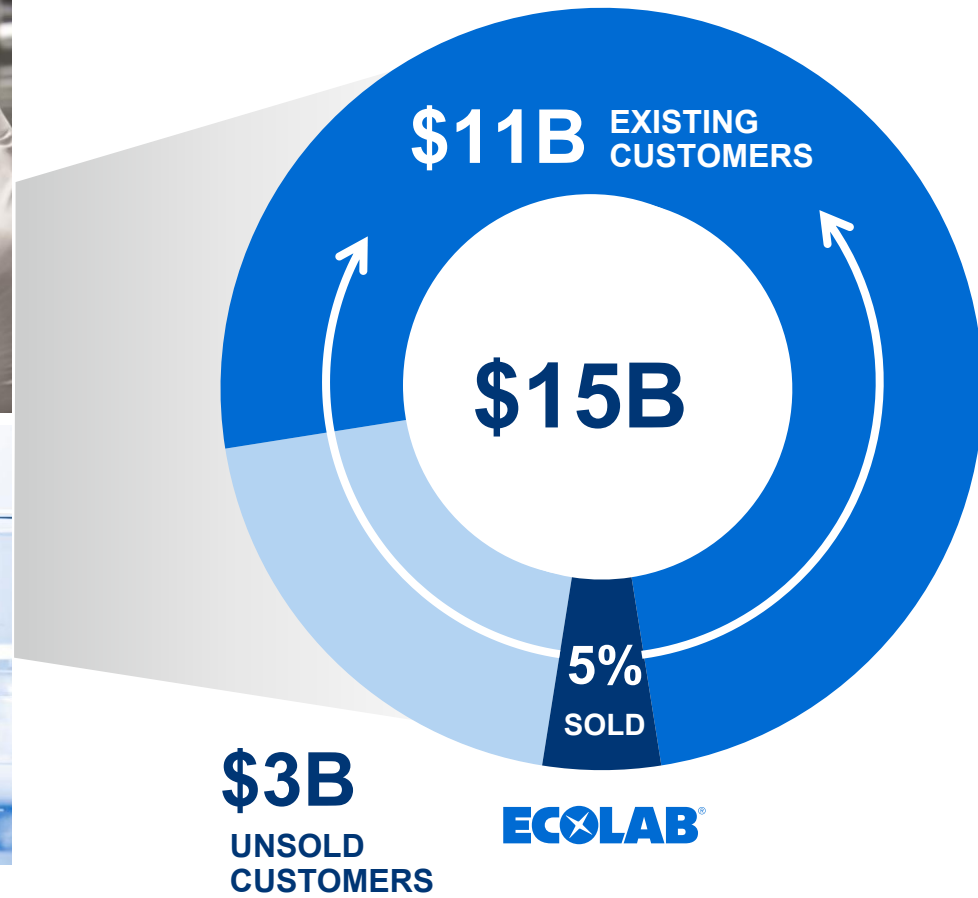 $11B
EXISTING
CUSTOMERS
$15B
5%
SOLD
$3B
UNSOLD
CUSTOMERS
ECOLAB®